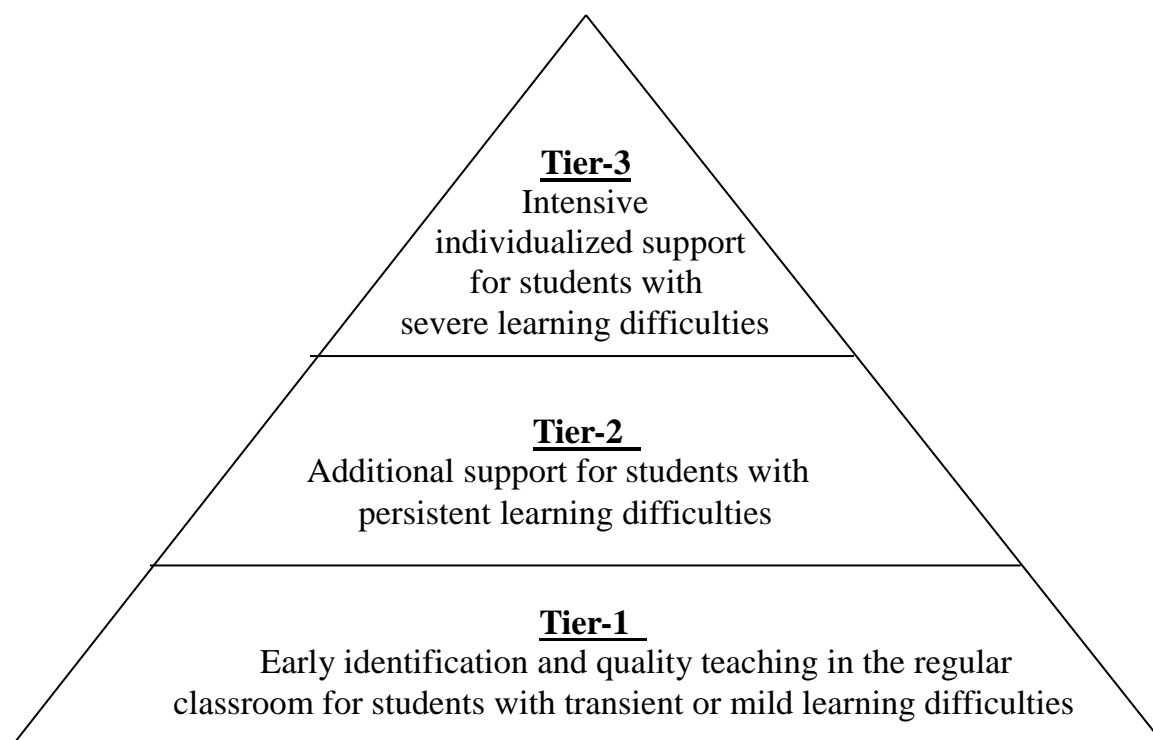 Tier-3
Intensive
individualized support
for students with
severe learning difficulties
Tier-2
Additional support for students with
persistent learning difficulties
Tier-1
Early identification and quality teaching in the regular
classroom for students with transient or mild learning difficulties